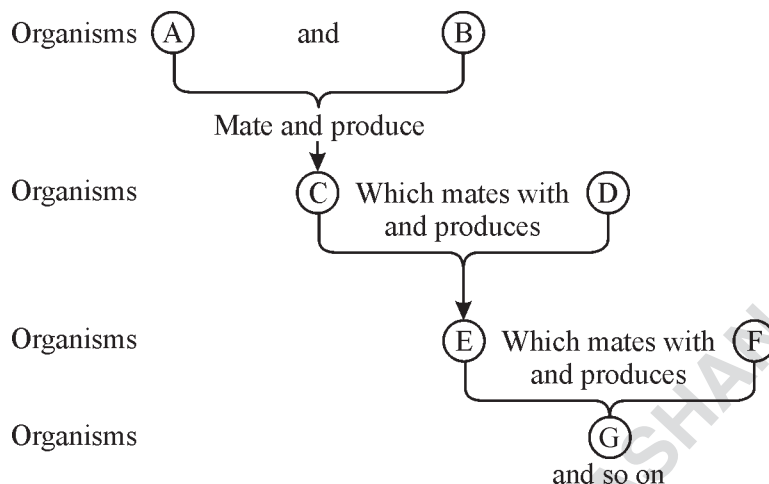 Organisms A and B
Mate and produce
Organisms C Which mates with D
and produces
Organisms E Which mates with F
and produces
Organisms G
and so on
SHAN